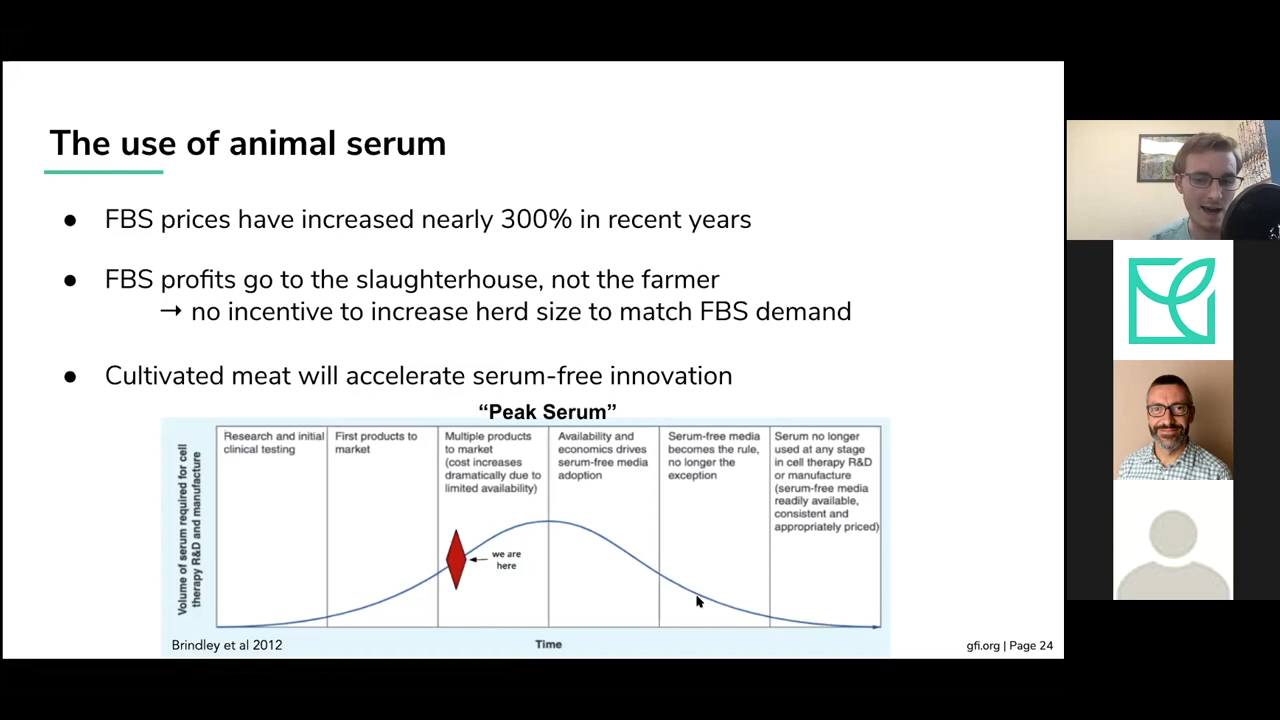 The use of animal serum
● FBS prices have increased nearly 300% in recent years
● FBS profits go to the slaughterhouse, not the farmer
→ no incentive to increase herd size to match FBS demand
● Cultivated meat will accelerate serum-free innovation
“Peak Serum”
Volume of serum required for cell
therapy R&D and manufacture
Research and initial
clinical testing
First products to
market
Multiple products
to market
(cost increases
dramatically due to
limited availability)
Availability and
economics drives
serum-free media
adoption
Serum-free media
becomes the rule,
no longer the
exception
Serum no longer
used at any stage
in cell therapy R&D
or manufacture
(serum-free media
readily available,
consistent and
appropriately priced)
we are
here
Brindley et al 2012
Time
gfi.org | Page 24